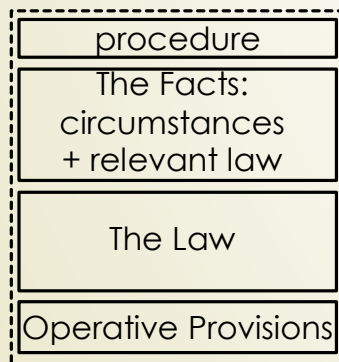 procedure
The Facts:
circumstances
+ relevant law
The Law
Operative Provisions